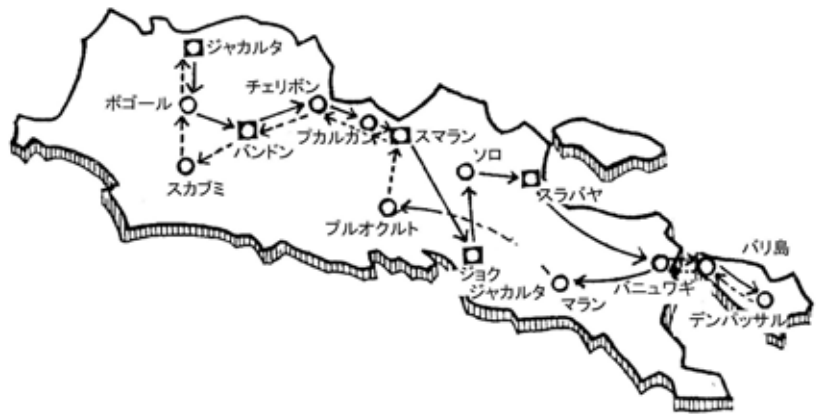 ジャカルタ
ボゴール
チェリボン
バンドン
プカルガン
スマラン
スカブミ
ソロ
スラバヤ
プルオクルト
ジョク
ジャカルタ
マラン
バニュワギ
バリ島
デンパッサル